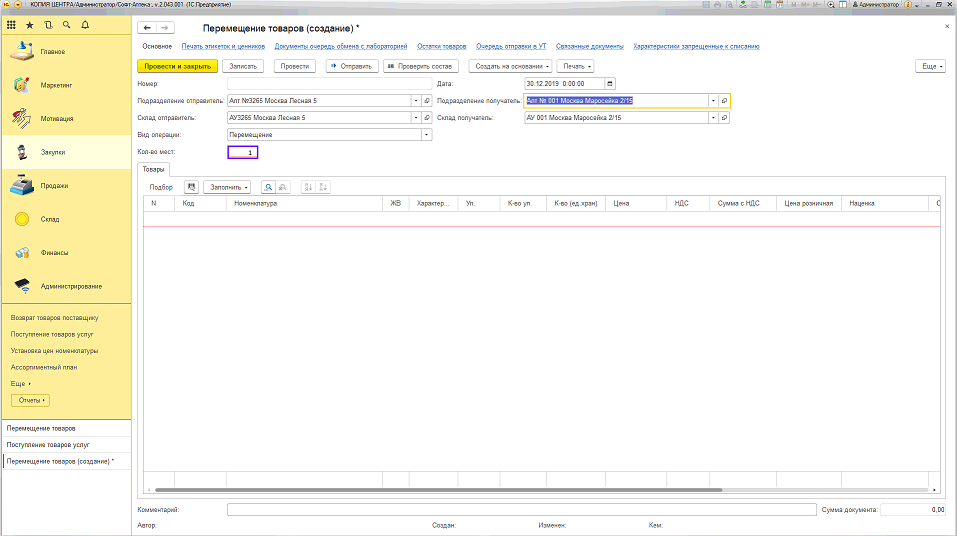 КОПИЯ ЦЕНТРА/Администратор/Софт-Аптека , v.2.043.001 (1С:Предприятие)
M M+ M-
Администратор
Главное
Маркетинг
Мотивация
Закупки
Продажи
Склад
Финансы
Администрирование
Возврат товаров поставщику
Поступление товаров услуг
Установка цен номенклатуры
Ассортиментный план
Еще
Отчеты
Перемещение товаров
Поступление товаров услуг
Перемещение товаров (создание) *
Перемещение товаров (создание) *
Основное Печать этикеток и ценников Документы очередь обмена с лабораторией Остатки товаров Очередь отправки в УТ Связанные документы Характеристики запрещенные к списанию
Провести и закрыть Записать Провести Отправить Проверить состав Создать на основании Печать Еще
Номер: Дата: 30.12.2019 0:00:00
Подразделение отправитель: Апт №3265 Москва Лесная 5 Подразделение получатель: Апт № 001 Москва Маросейка 2/15
Склад отправитель: АУ3265 Москва Лесная 5 Склад получатель: АУ 001 Москва Маросейка 2/15
Вид операции: Перемещение
Кол-во мест: 1
Товары
Подбор Заполнить
N Код Номенклатура ЖВ Характер... Уп. К-во уп. К-во (ед.хран) Цена НДС Сумма с НДС Цена розничная Наценка С
Комментарий: Сумма документа: 0,00
Автор: Создан: Изменен: Кем: